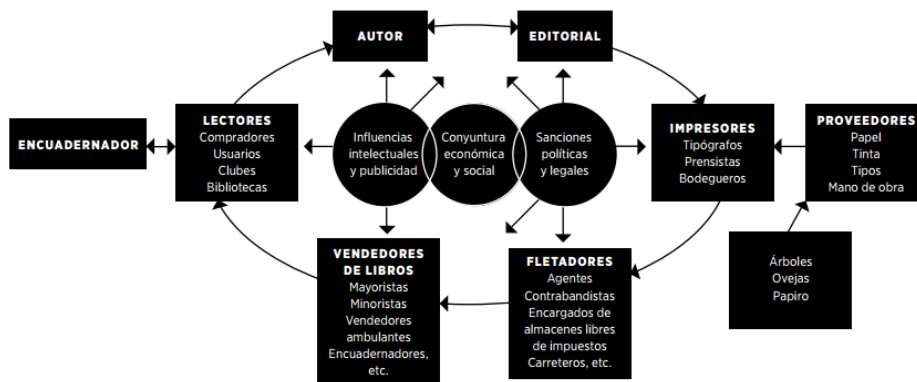 AUTOR
EDITORIAL
LECTORES
Compradores
Usuarios
Clubes
Bibliotecas
ENCUADERNADOR
Influencias
intelectuales
y publicidad
Conyuntura
económica
y social
Sanciones
políticas
y legales
IMPRESORES
Tipógrafos
Prensistas
Bodegueros
PROVEEDORES
Papel
Tinta
Tipos
Mano de obra
VENDEDORES
DE LIBROS
Mayoristas
Minoristas
Vendedores
ambulantes
Encuadernadores,
etc.
FLETADORES
Agentes
Contrabandistas
Encargados de
almacenes libres
de impuestos
Carreteros, etc.
Árboles
Ovejas
Papiro